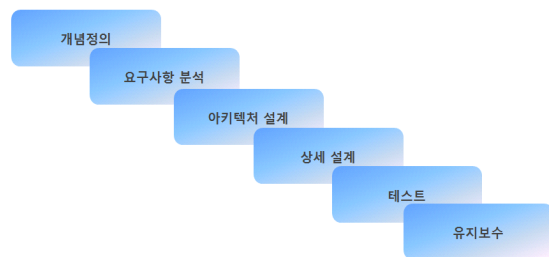 개념정의
요구사항 분석
아키텍처 설계
상세 설계
테스트
유지보수